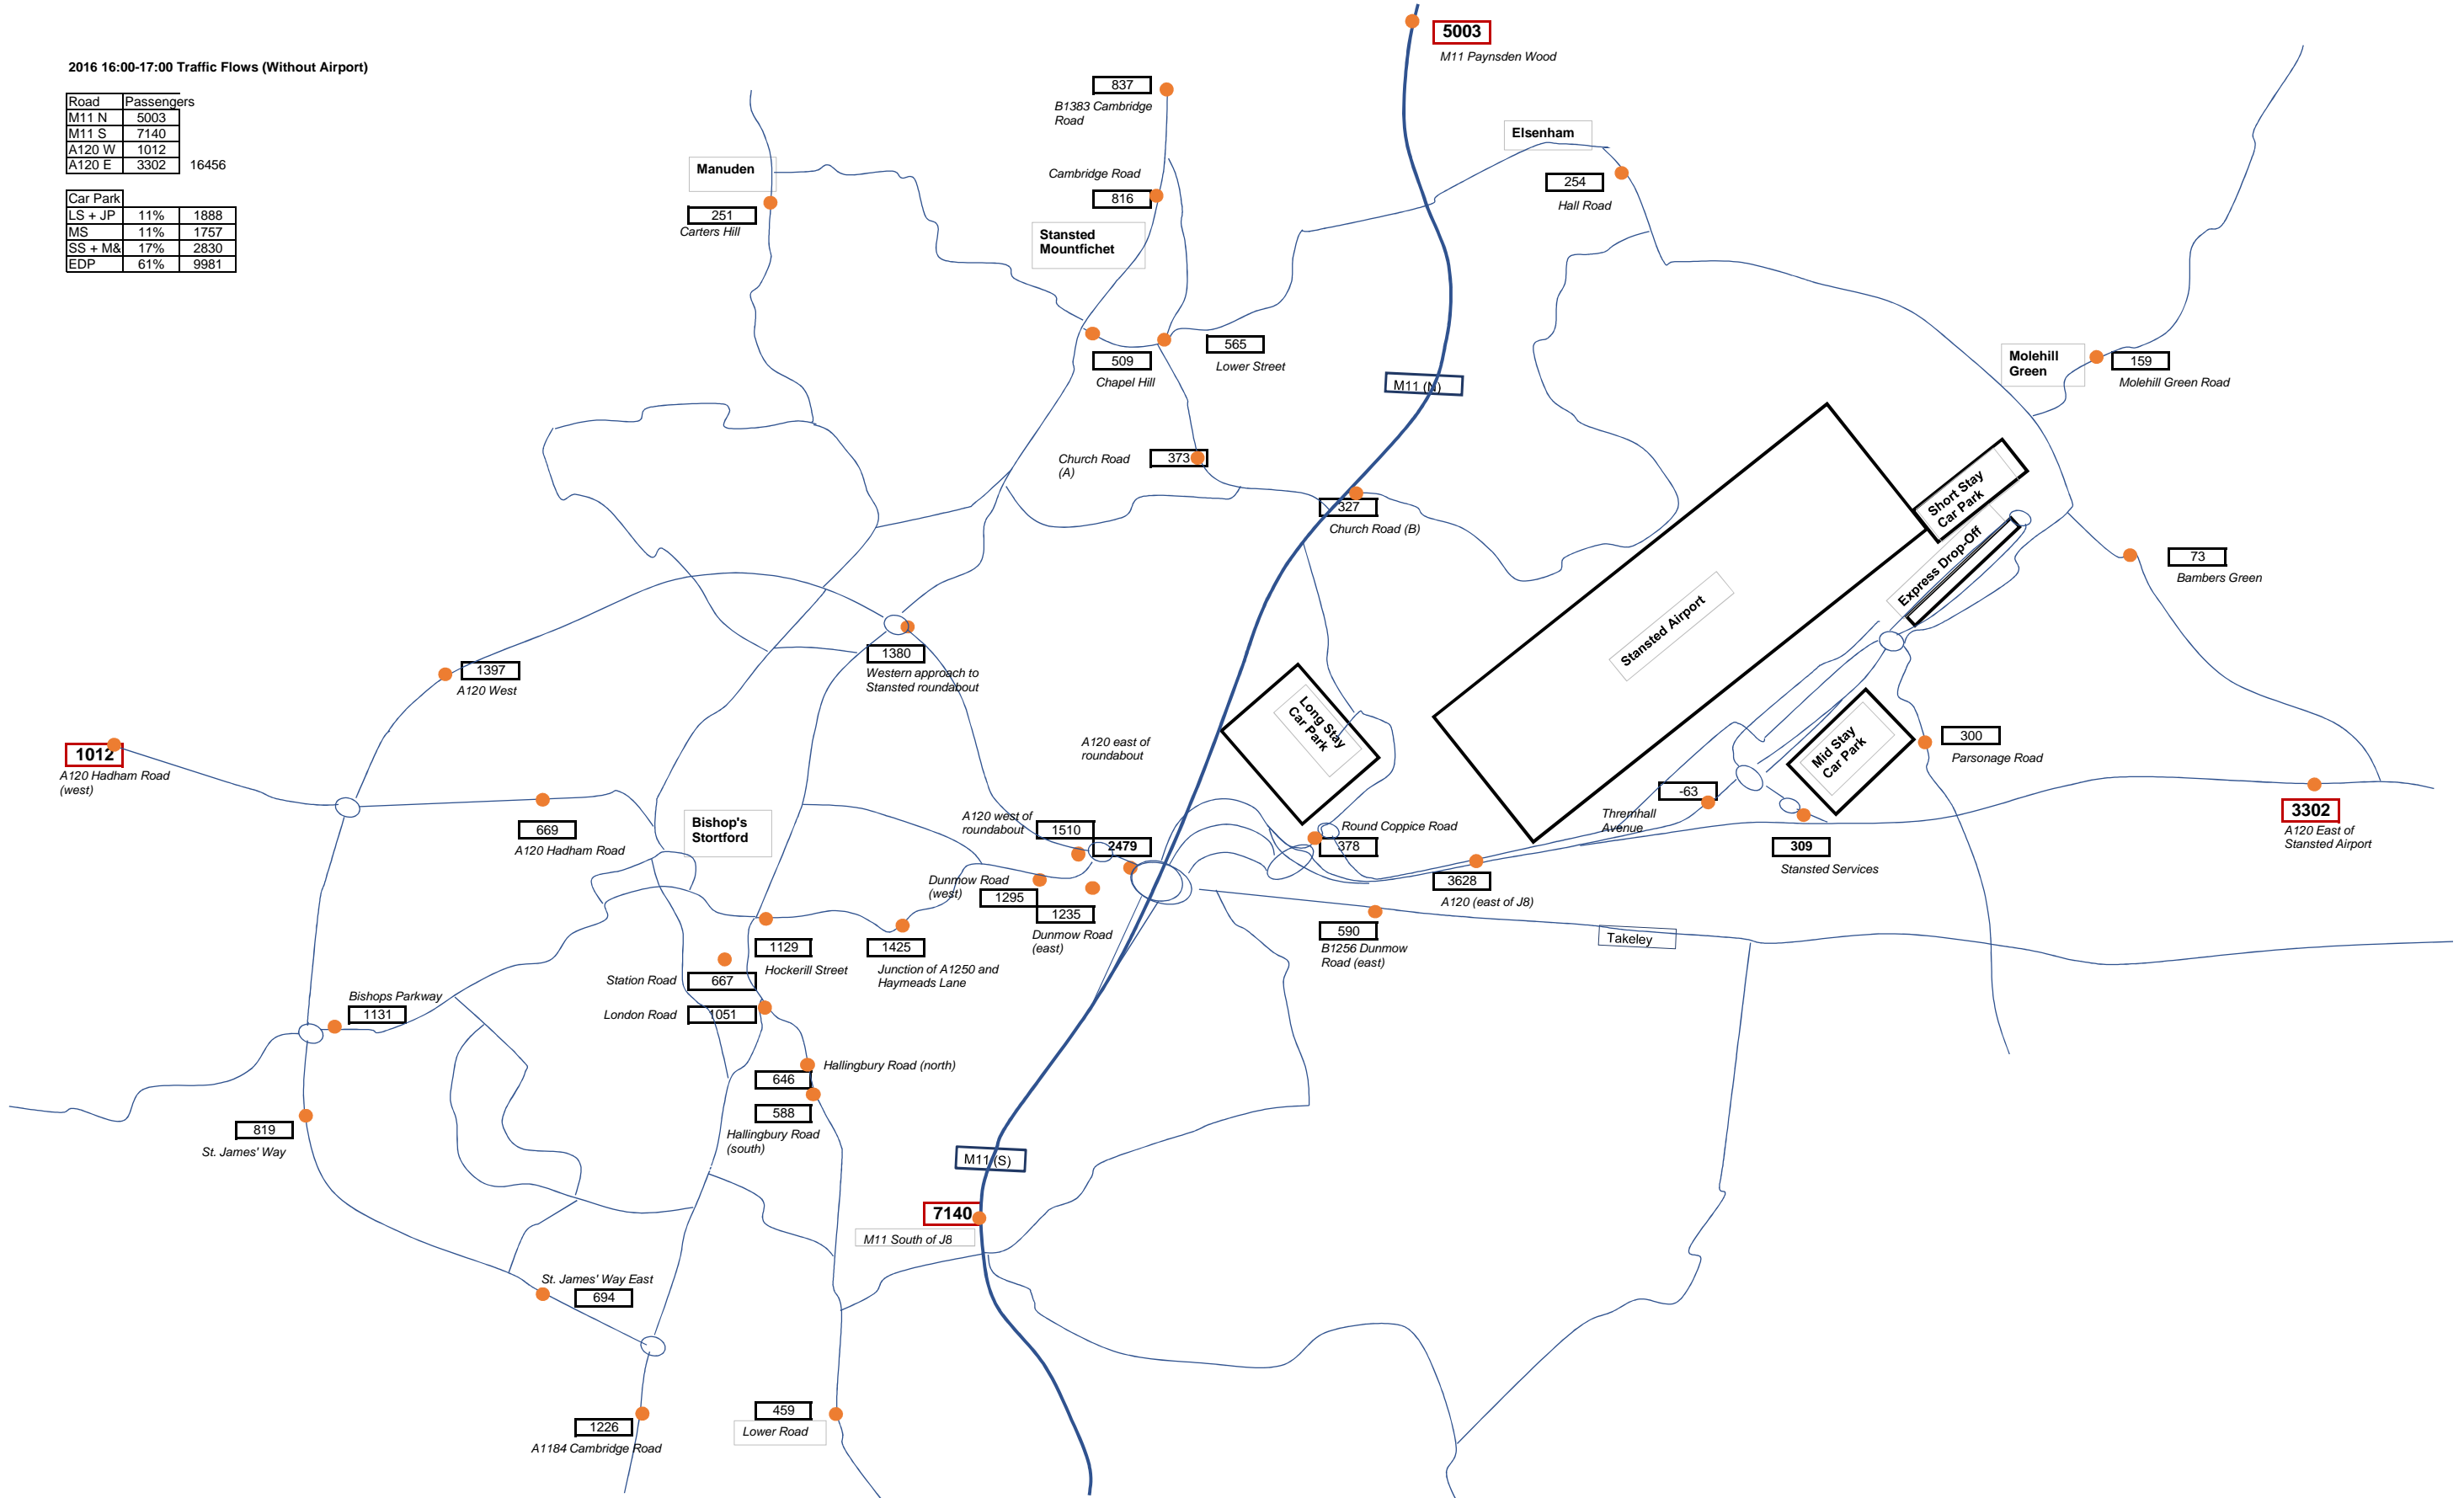 2016 16:00-17:00 Traffic Flows (Without Airport)
Road Passengers
M11 N 5003
M11 S 7140
A120 W 1012
A120 E 3302 16456
Car Park
LS + JP 11% 1888
MS 11% 1757
SS + M& 17% 2830
EDP 61% 9981
5003
M11 Paynsden Wood
837
B1383 Cambridge
Road
Cambridge Road
816
Stansted
Mountfichet
Manuden
251
Carters Hill
Elsenham
254
Hall Road
509
Chapel Hill
565
Lower Street
M11 (N)
Molehill
Green
159
Molehill Green Road
Church Road
(A)
373
327
Church Road (B)
Short Stay
Car Park
Express Drop-Off
73
Bambers Green
Stansted Airport
1380
Western approach to
Stansted roundabout
1397
A120 West
1012
A120 Hadham Road
(west)
Long Stay
Car Park
A120 east of
roundabout
Mid Stay
Car Park
300
Parsonage Road
-63
Thremhall
Avenue
3302
A120 East of
Stansted Airport
669
A120 Hadham Road
Bishop's
Stortford
A120 west of
roundabout
1510
2479
Round Coppice Road
378
309
Stansted Services
Dunmow Road
(west)
1295
1235
Dunmow Road
(east)
3628
A120 (east of J8)
590
B1256 Dunmow
Road (east)
Takeley
1129
Hockerill Street
1425
Junction of A1250 and
Haymeads Lane
Station Road
667
London Road
1051
Bishops Parkway
1131
Hallingbury Road (north)
646
588
Hallingbury Road
(south)
819
St. James' Way
M11 (S)
7140
M11 South of J8
St. James' Way East
694
459
Lower Road
1226
A1184 Cambridge Road